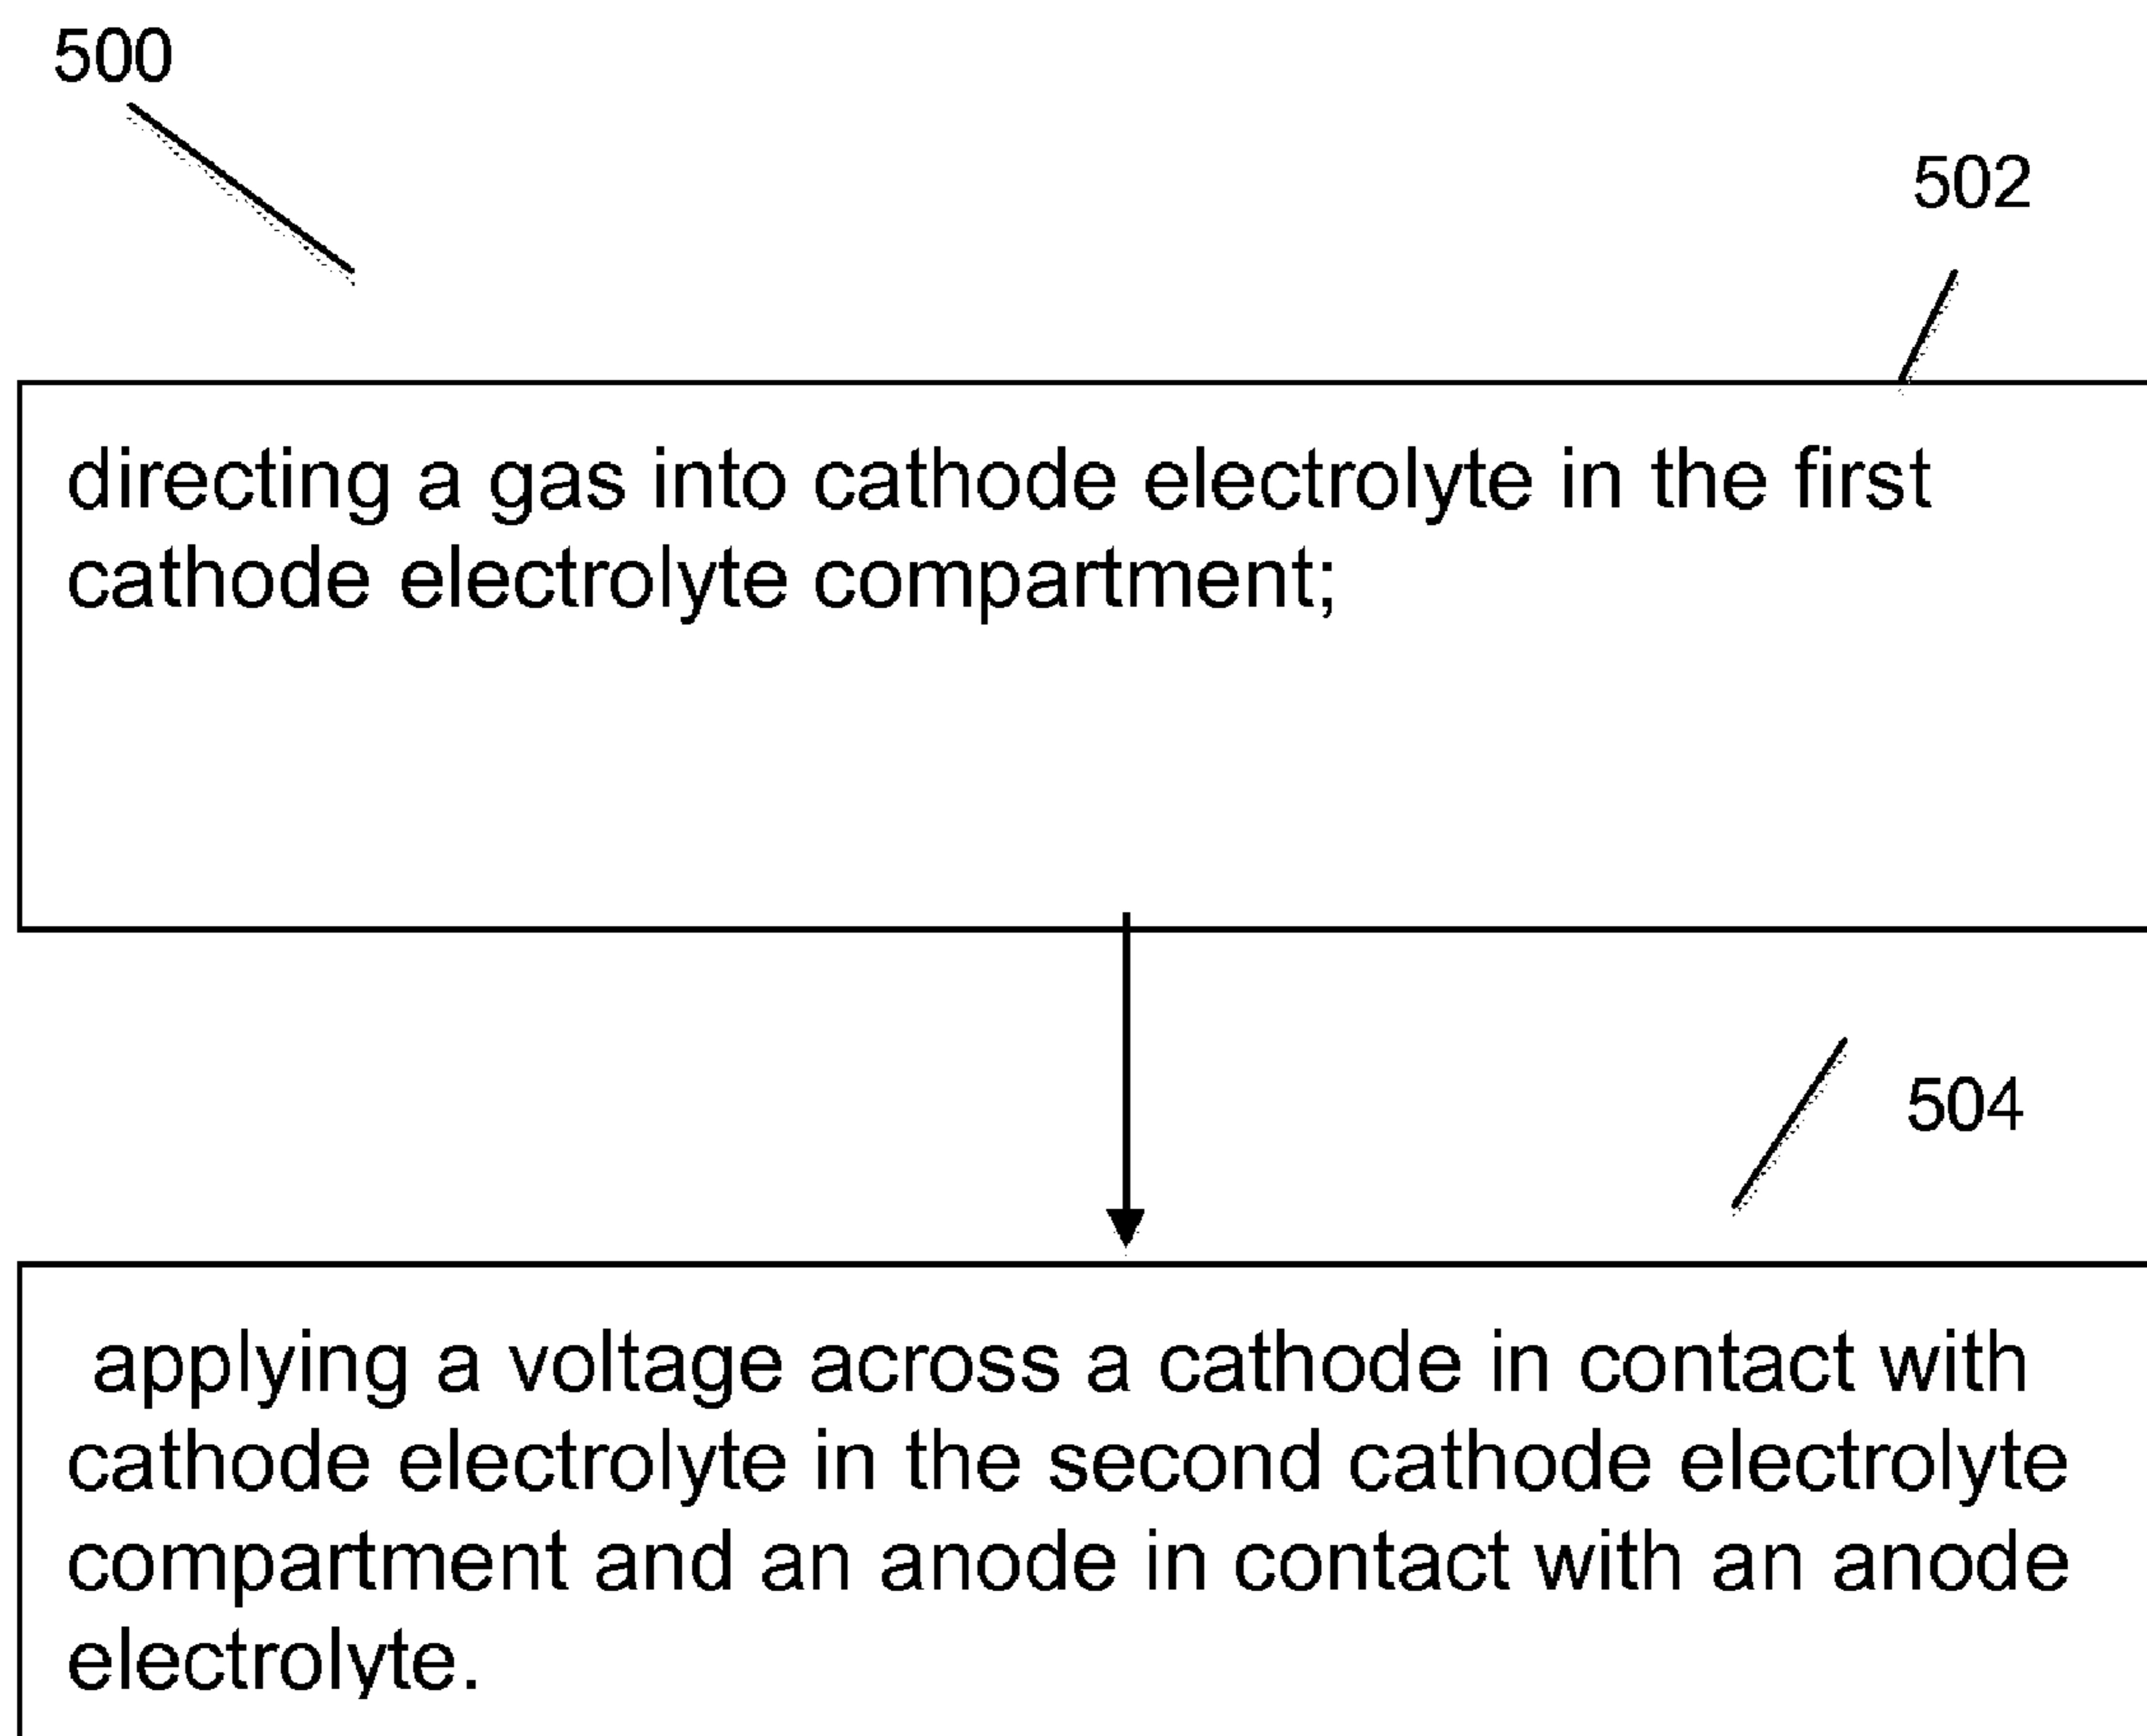 500
502
directing a gas into cathode electrolyte in the first
cathode electrolyte compartment;
504
applying a voltage across a cathode in contact with
cathode electrolyte in the second cathode electrolyte
compartment and an anode in contact with an anode
electrolyte.